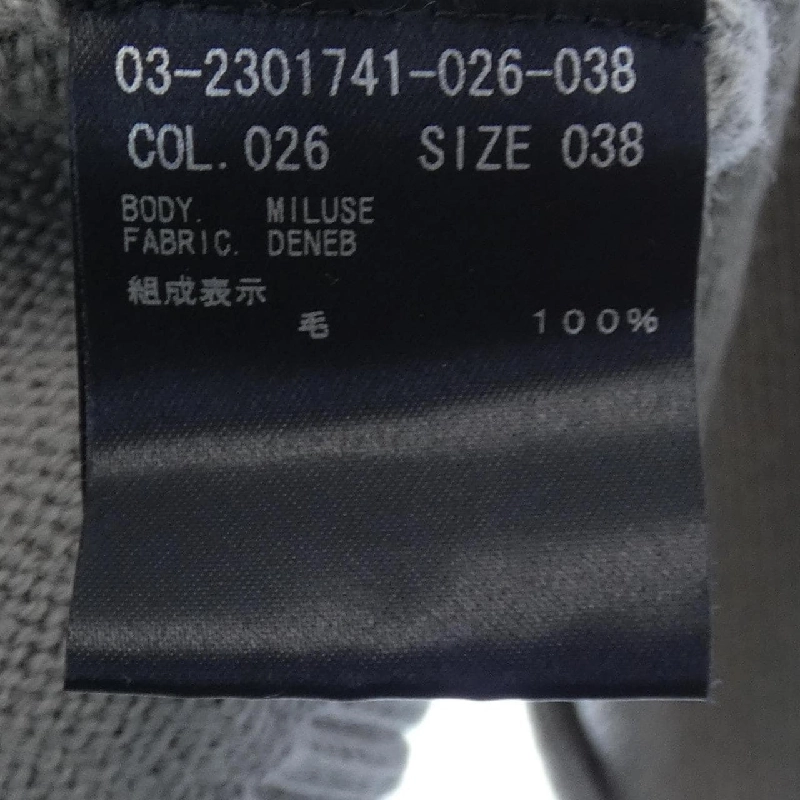 03-2301741-026-038
COL. 026 SIZE 038
BODY. MILUSE
FABRIC. DENEB
組成表示
毛 100%